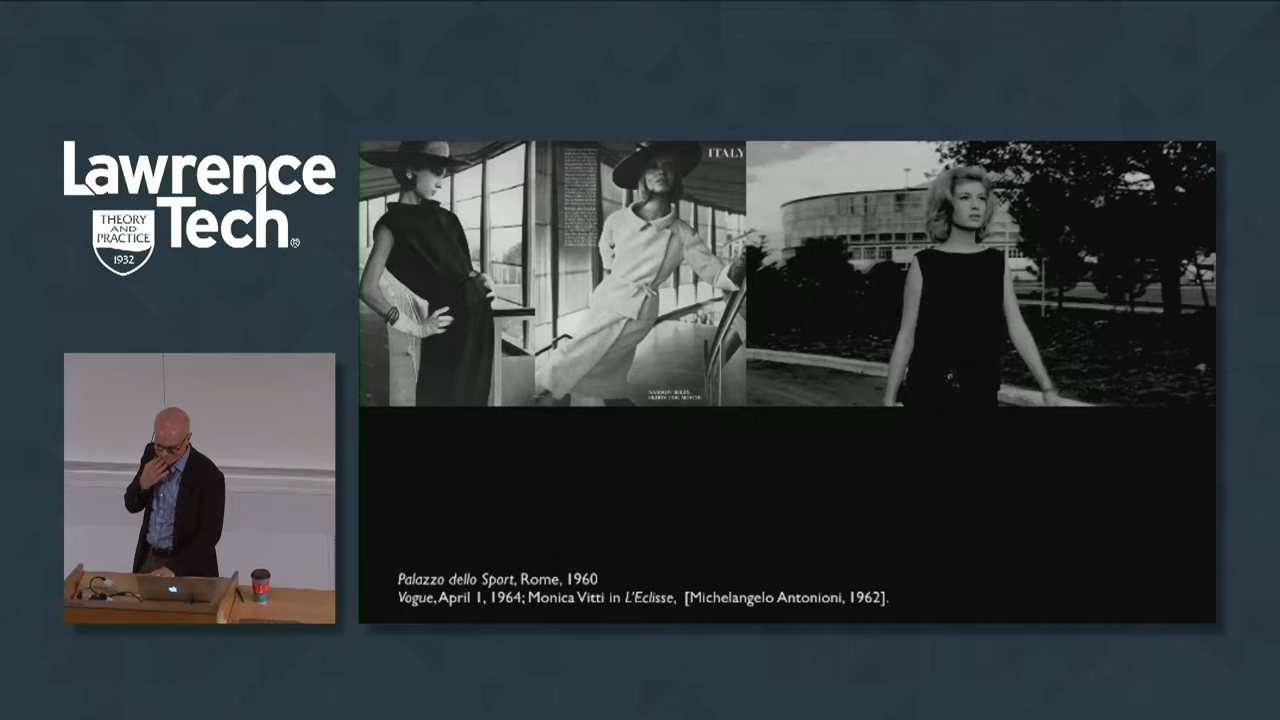 Lawrence
Tech®
THEORY
AND
PRACTICE
1932
ITALY
Palazzo dello Sport, Rome, 1960
Vogue, April 1, 1964; Monica Vitti in L'Eclisse, [Michelangelo Antonioni, 1962].